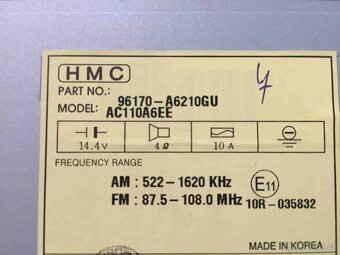 HMC
PART NO.: 96170-A6210GU
MODEL: AC110A6EE
14.4V 4Ω 10A
FREQUENCY RANGE
AM : 522-1620 KHz
FM : 87.5-108.0 MHz
E11
10R-035832
MADE IN KOREA